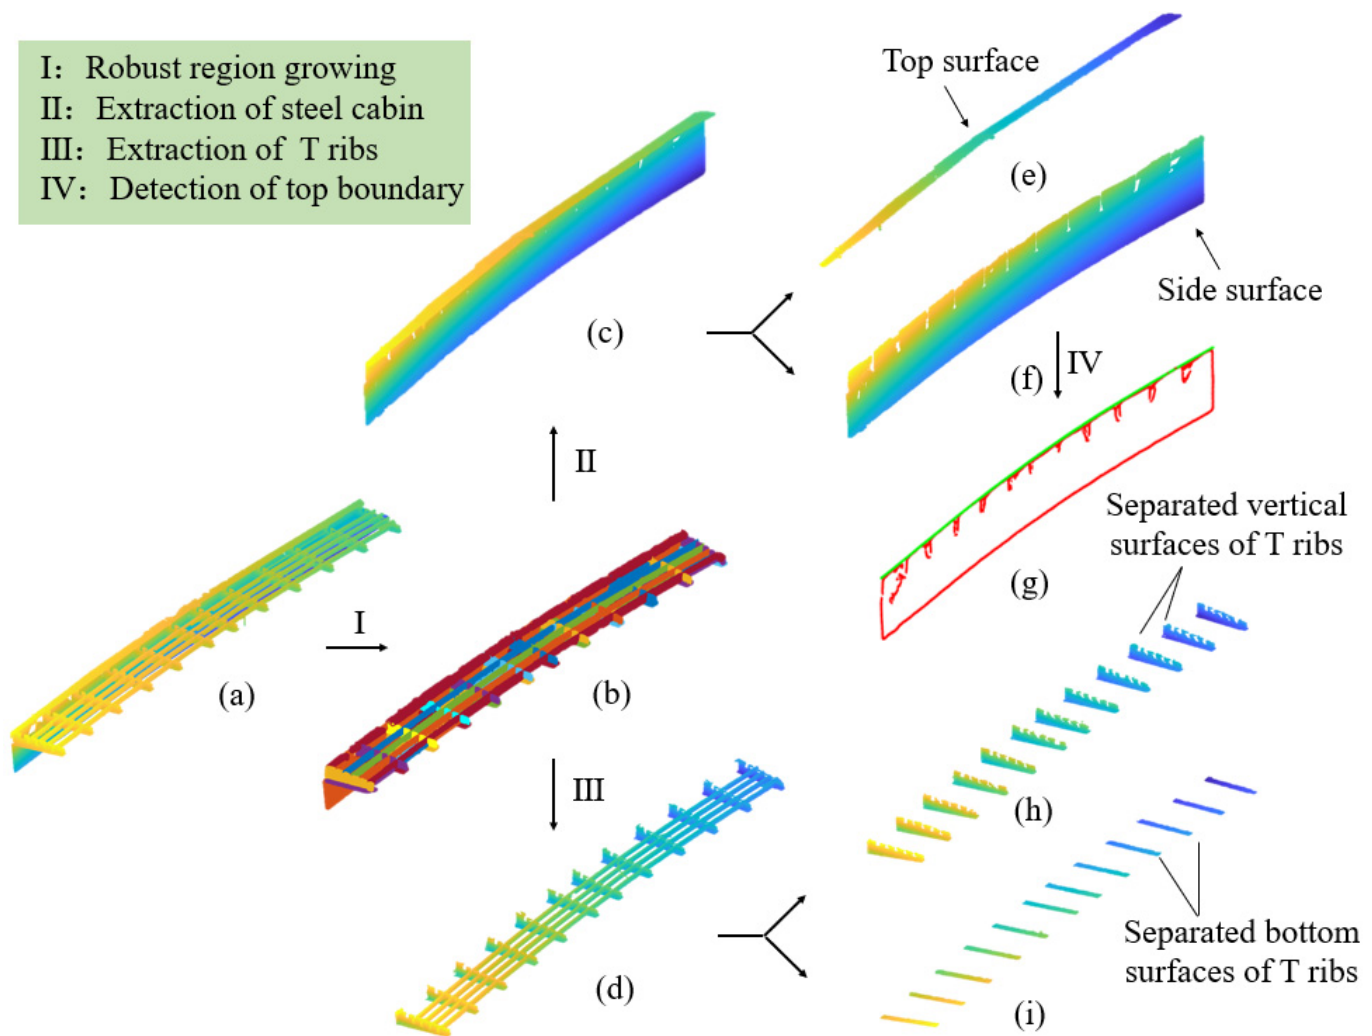 I: Robust region growing
II: Extraction of steel cabin
III: Extraction of T ribs
IV: Detection of top boundary
Top surface
(e)
Side surface
(c)
(f)
IV
II
Separated vertical
surfaces of T ribs
(g)
I
(a)
(b)
III
(h)
(d)
Separated bottom
surfaces of T ribs
(i)